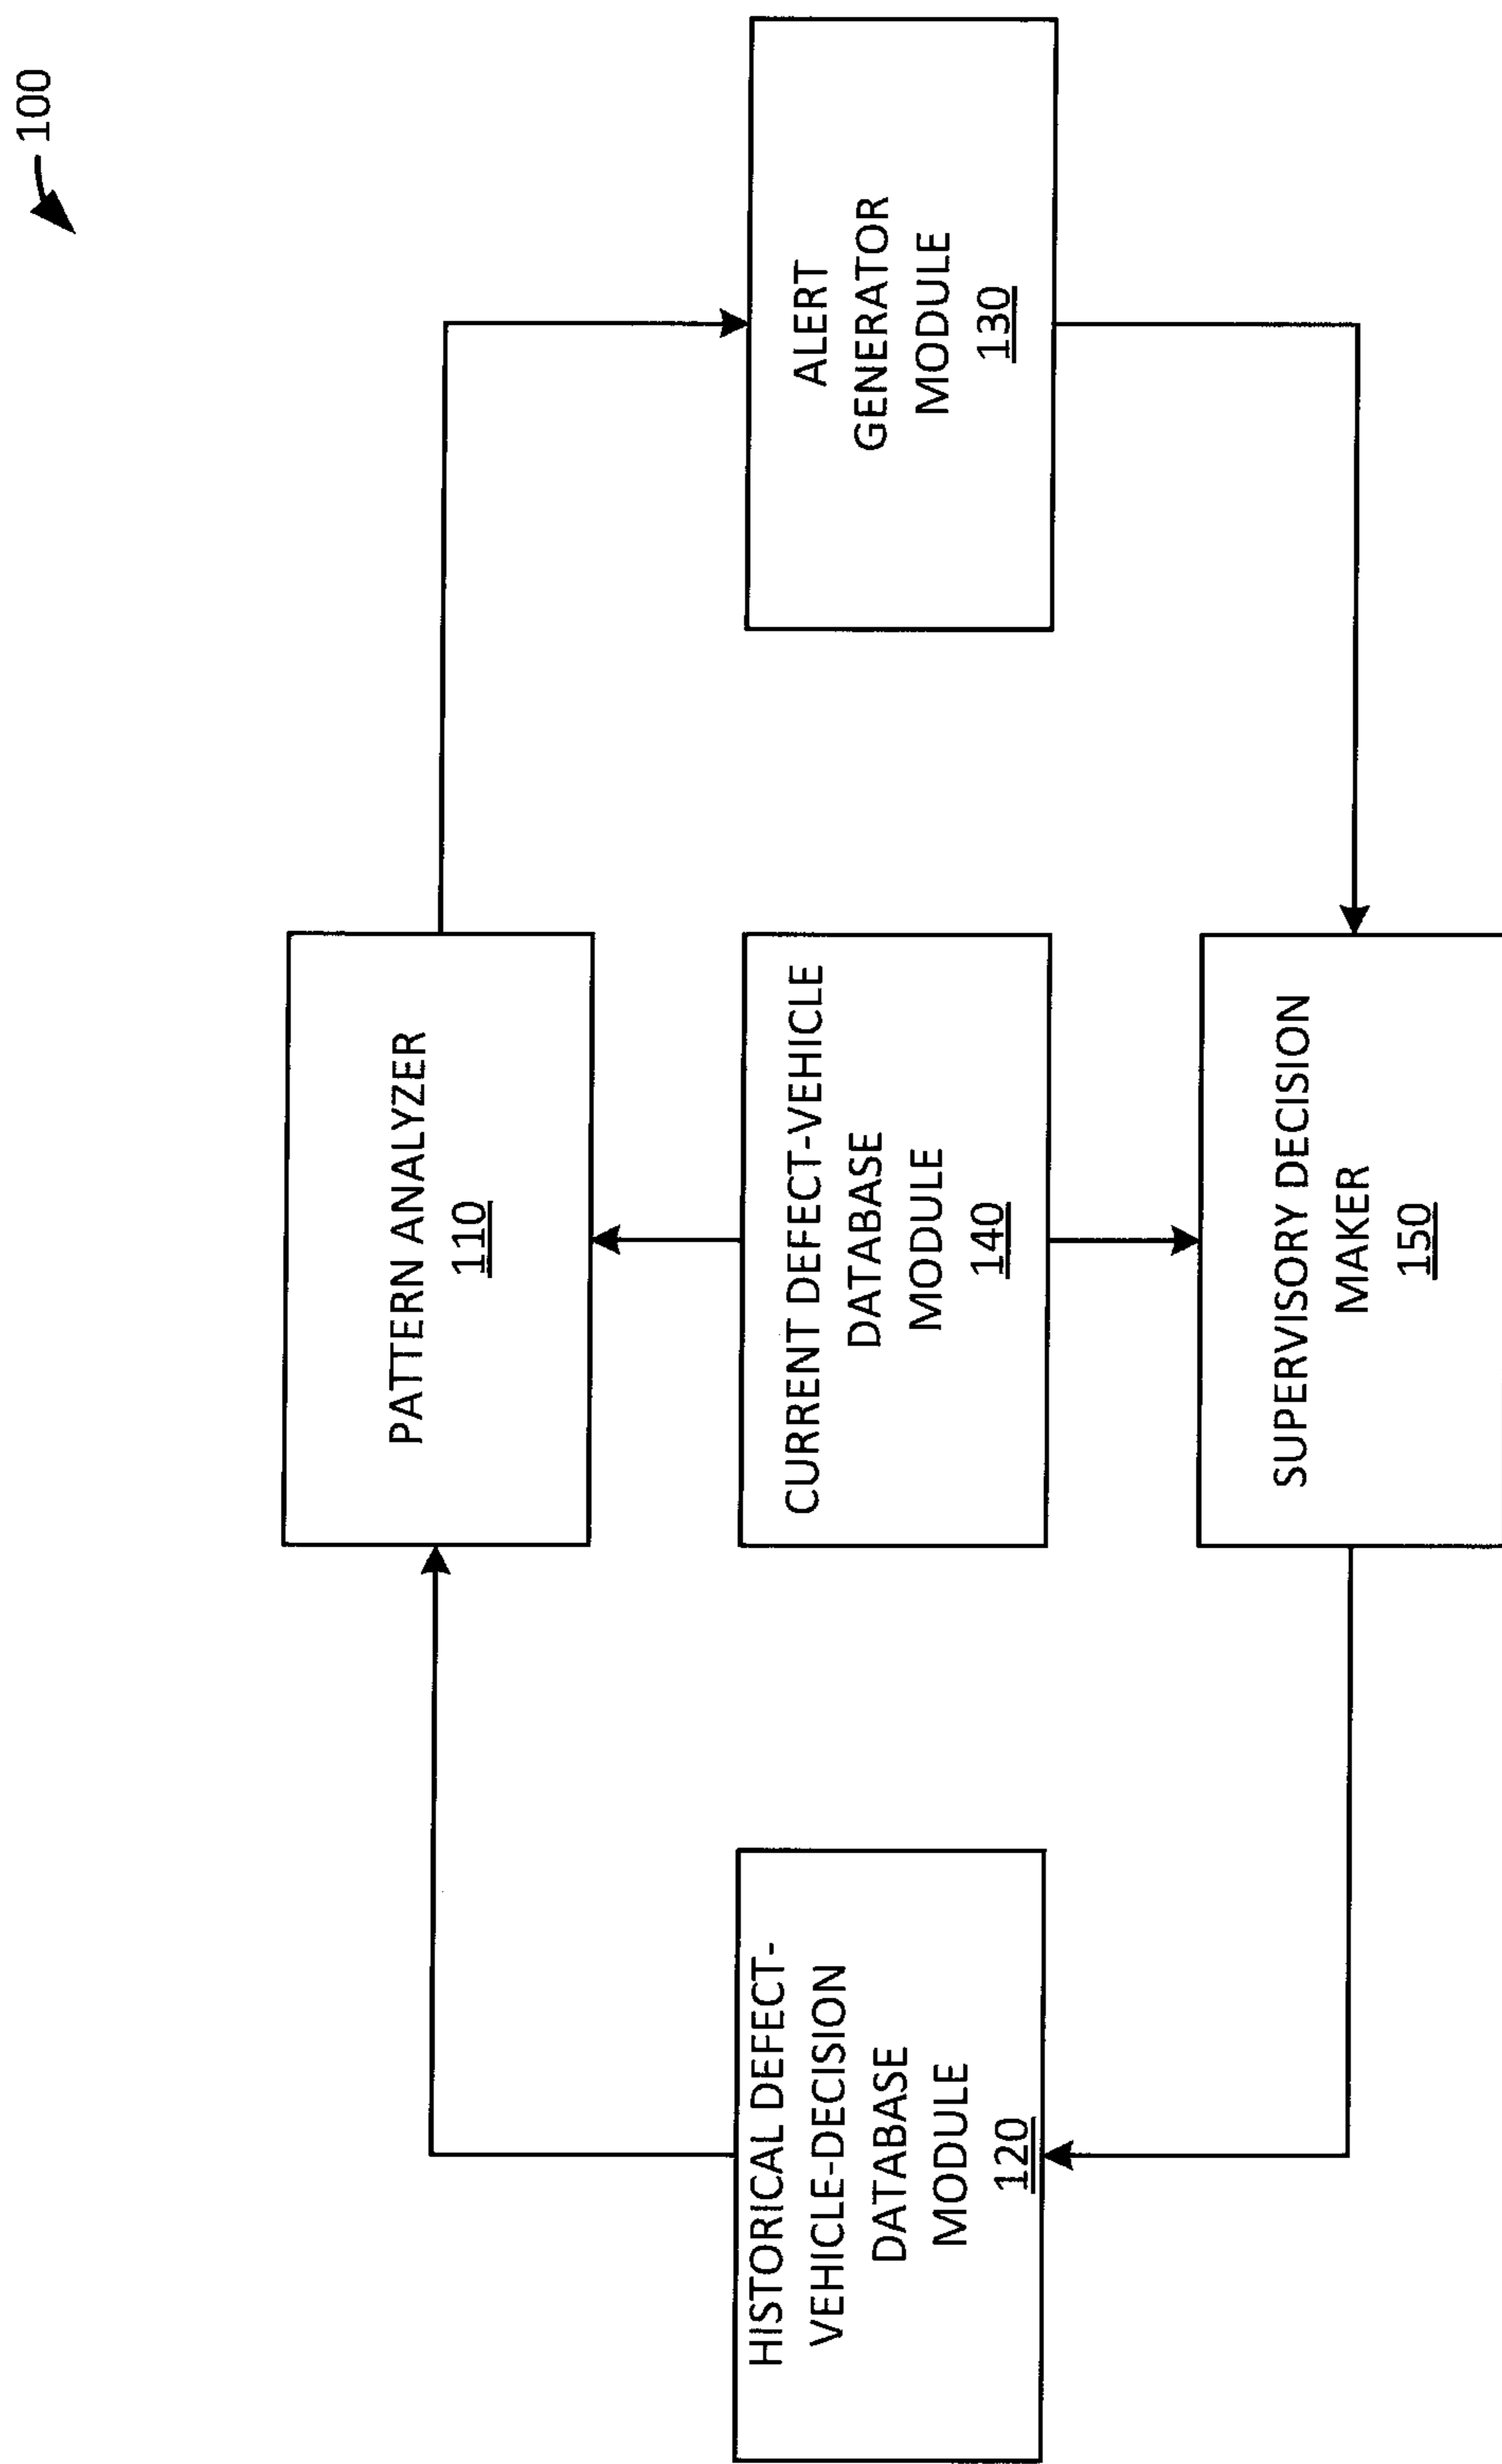 100
PATTERN ANALYZER
110
HISTORICAL DEFECT-
VEHICLE-DECISION
DATABASE
MODULE
120
CURRENT DEFECT-VEHICLE
DATABASE
MODULE
140
ALERT
GENERATOR
MODULE
130
SUPERVISORY DECISION
MAKER
150